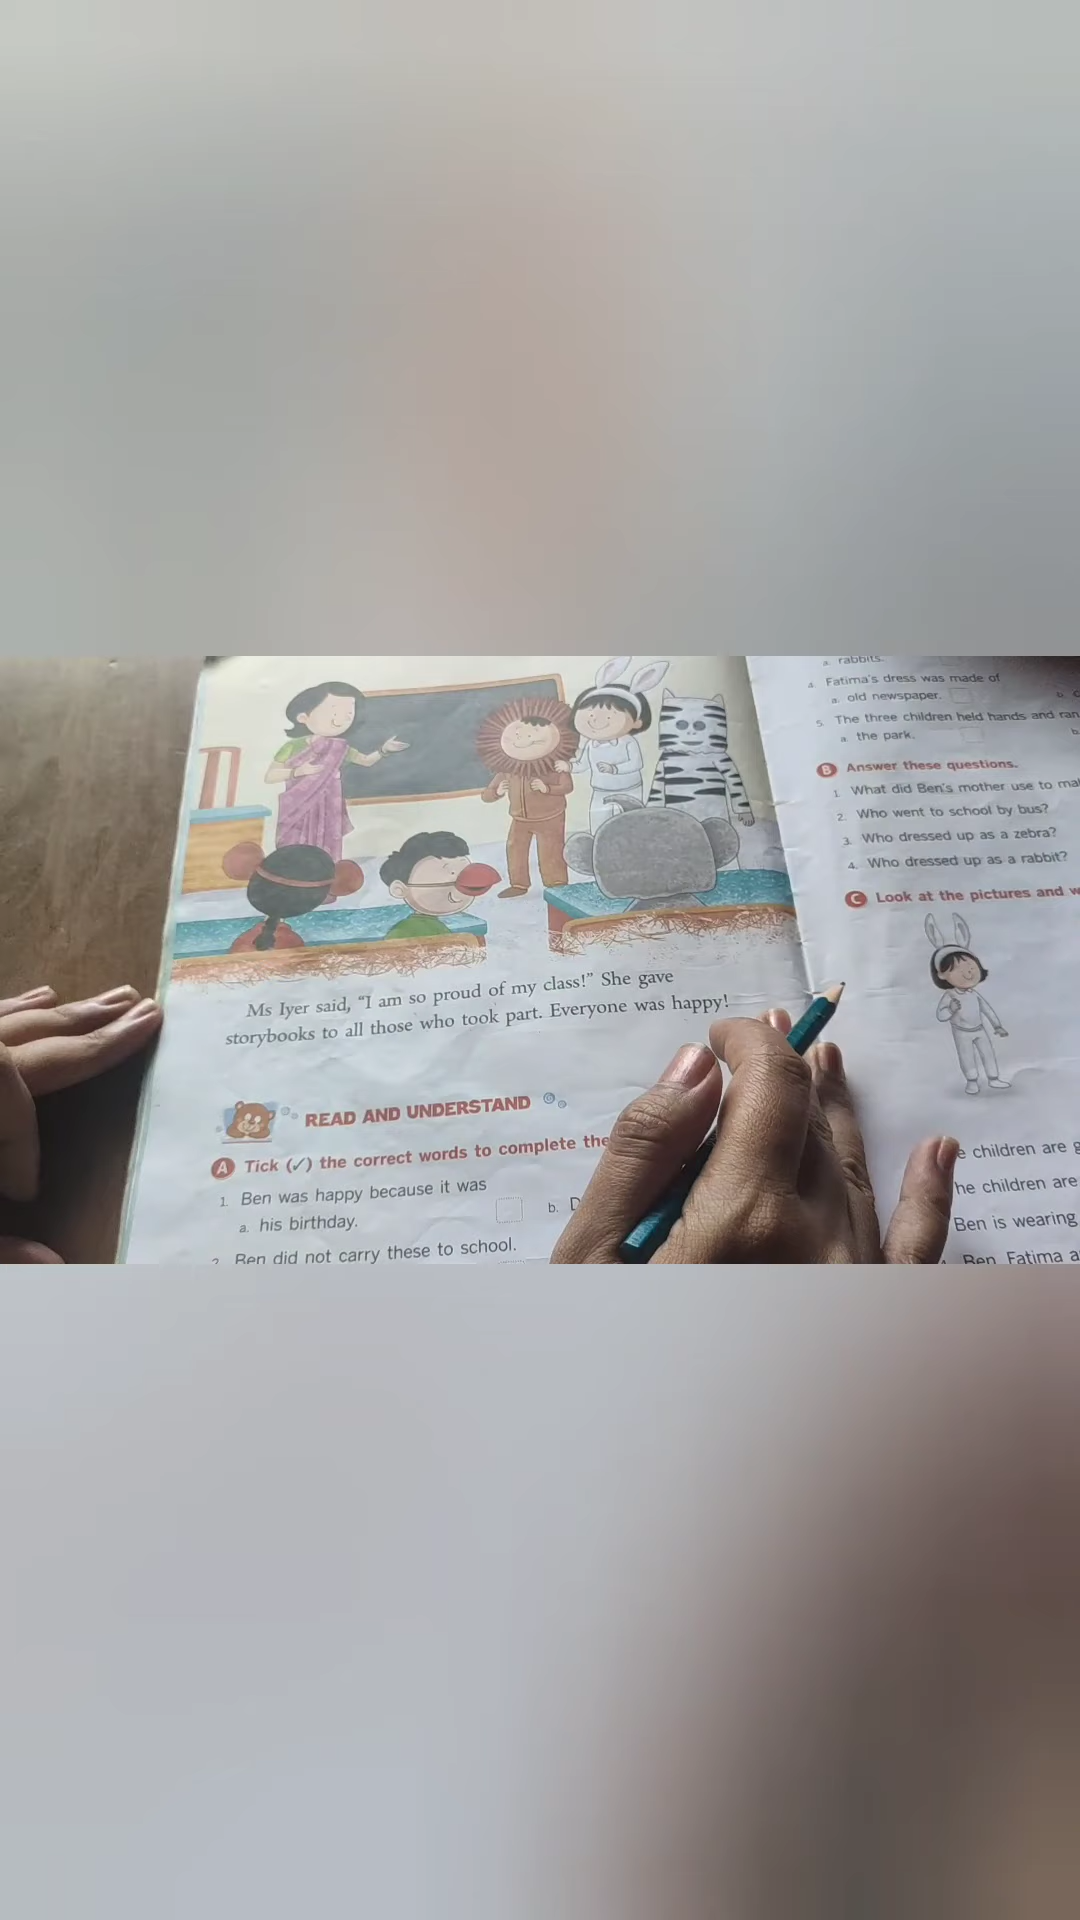 Ms Iyer said, “I am so proud of my class!” She gave
storybooks to all those who took part. Everyone was happy!
READ AND UNDERSTAND
A Tick (✓) the correct words to complete the
1. Ben was happy because it was
a. his birthday.
b.
2. Ben did not carry these to school.
a. rabbits.
4. Fatima's dress was made of
a. old newspaper.
b.
5. The three children held hands and ran
a. the park.
b.
B Answer these questions.
1. What did Ben's mother use to
2. Who went to school by bus?
3. Who dressed up as a zebra?
4. Who dressed up as a rabbit?
C Look at the pictures and
children are
children are
Ben is wearing
Ben, Fatima